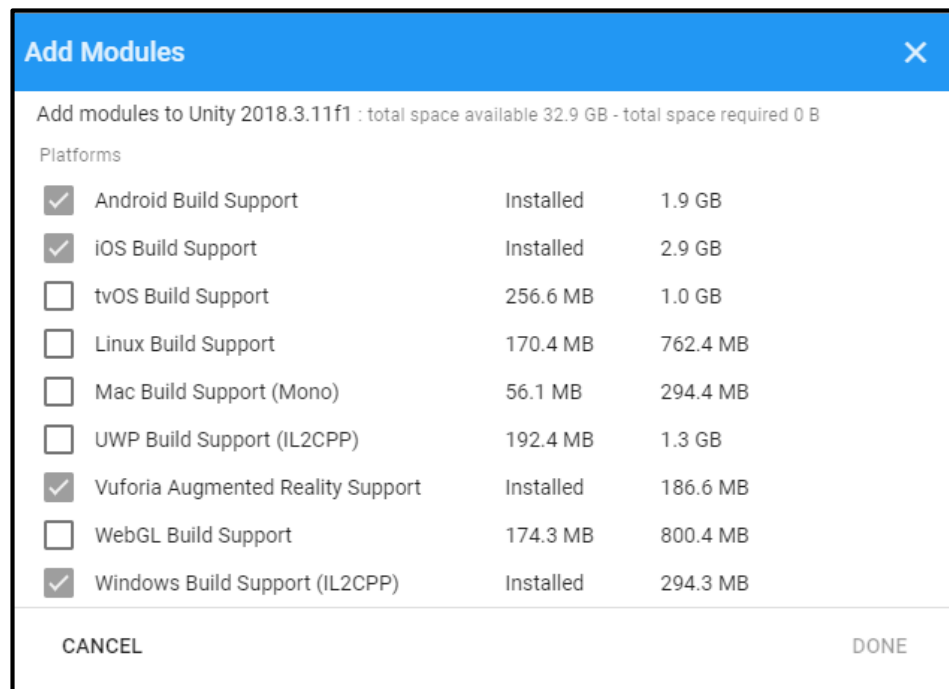 Add Modules
Add modules to Unity 2018.3.11f1 : total space available 32.9 GB - total space required 0 B
Platforms
Android Build Support Installed 1.9 GB
iOS Build Support Installed 2.9 GB
tvOS Build Support 256.6 MB 1.0 GB
Linux Build Support 170.4 MB 762.4 MB
Mac Build Support (Mono) 56.1 MB 294.4 MB
UWP Build Support (IL2CPP) 192.4 MB 1.3 GB
Vuforia Augmented Reality Support Installed 186.6 MB
WebGL Build Support 174.3 MB 800.4 MB
Windows Build Support (IL2CPP) Installed 294.3 MB
CANCEL DONE